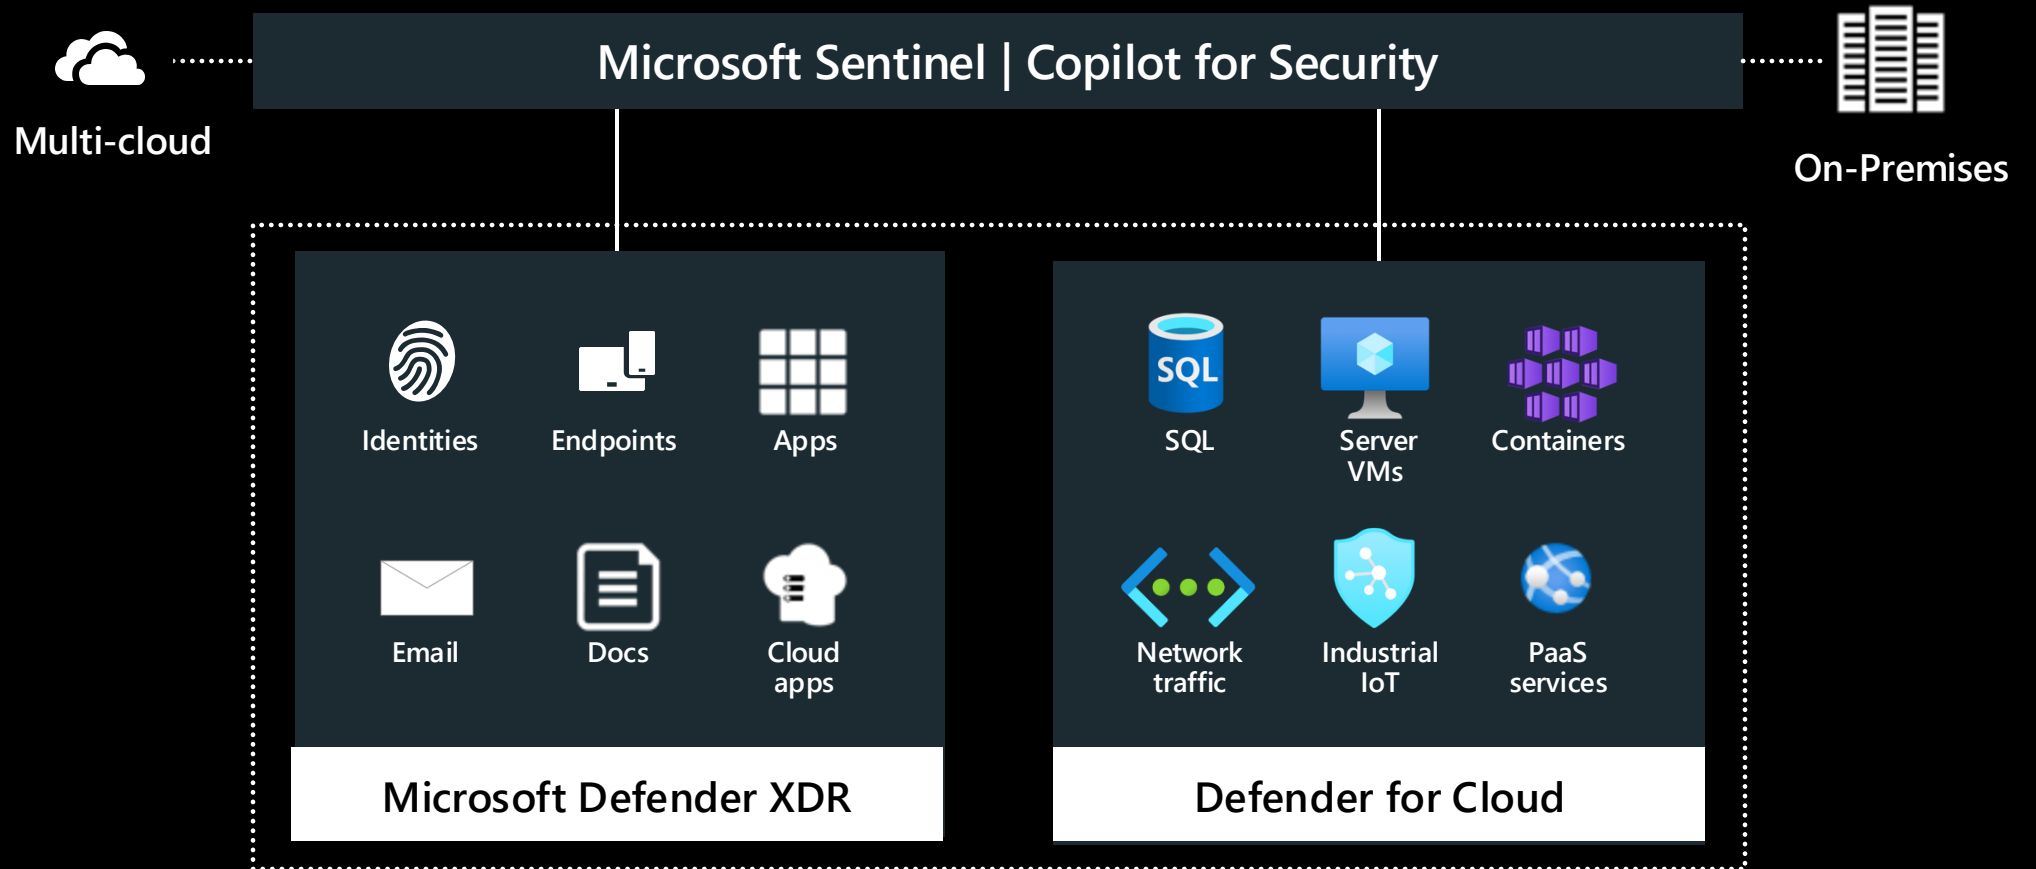 Microsoft Sentinel | Copilot for Security
Multi-cloud
On-Premises
Identities
Endpoints
Apps
Email
Docs
Cloud
apps
Microsoft Defender XDR
SQL
SQL
Server
VMs
Containers
Network
traffic
Industrial
IoT
PaaS
services
Defender for Cloud